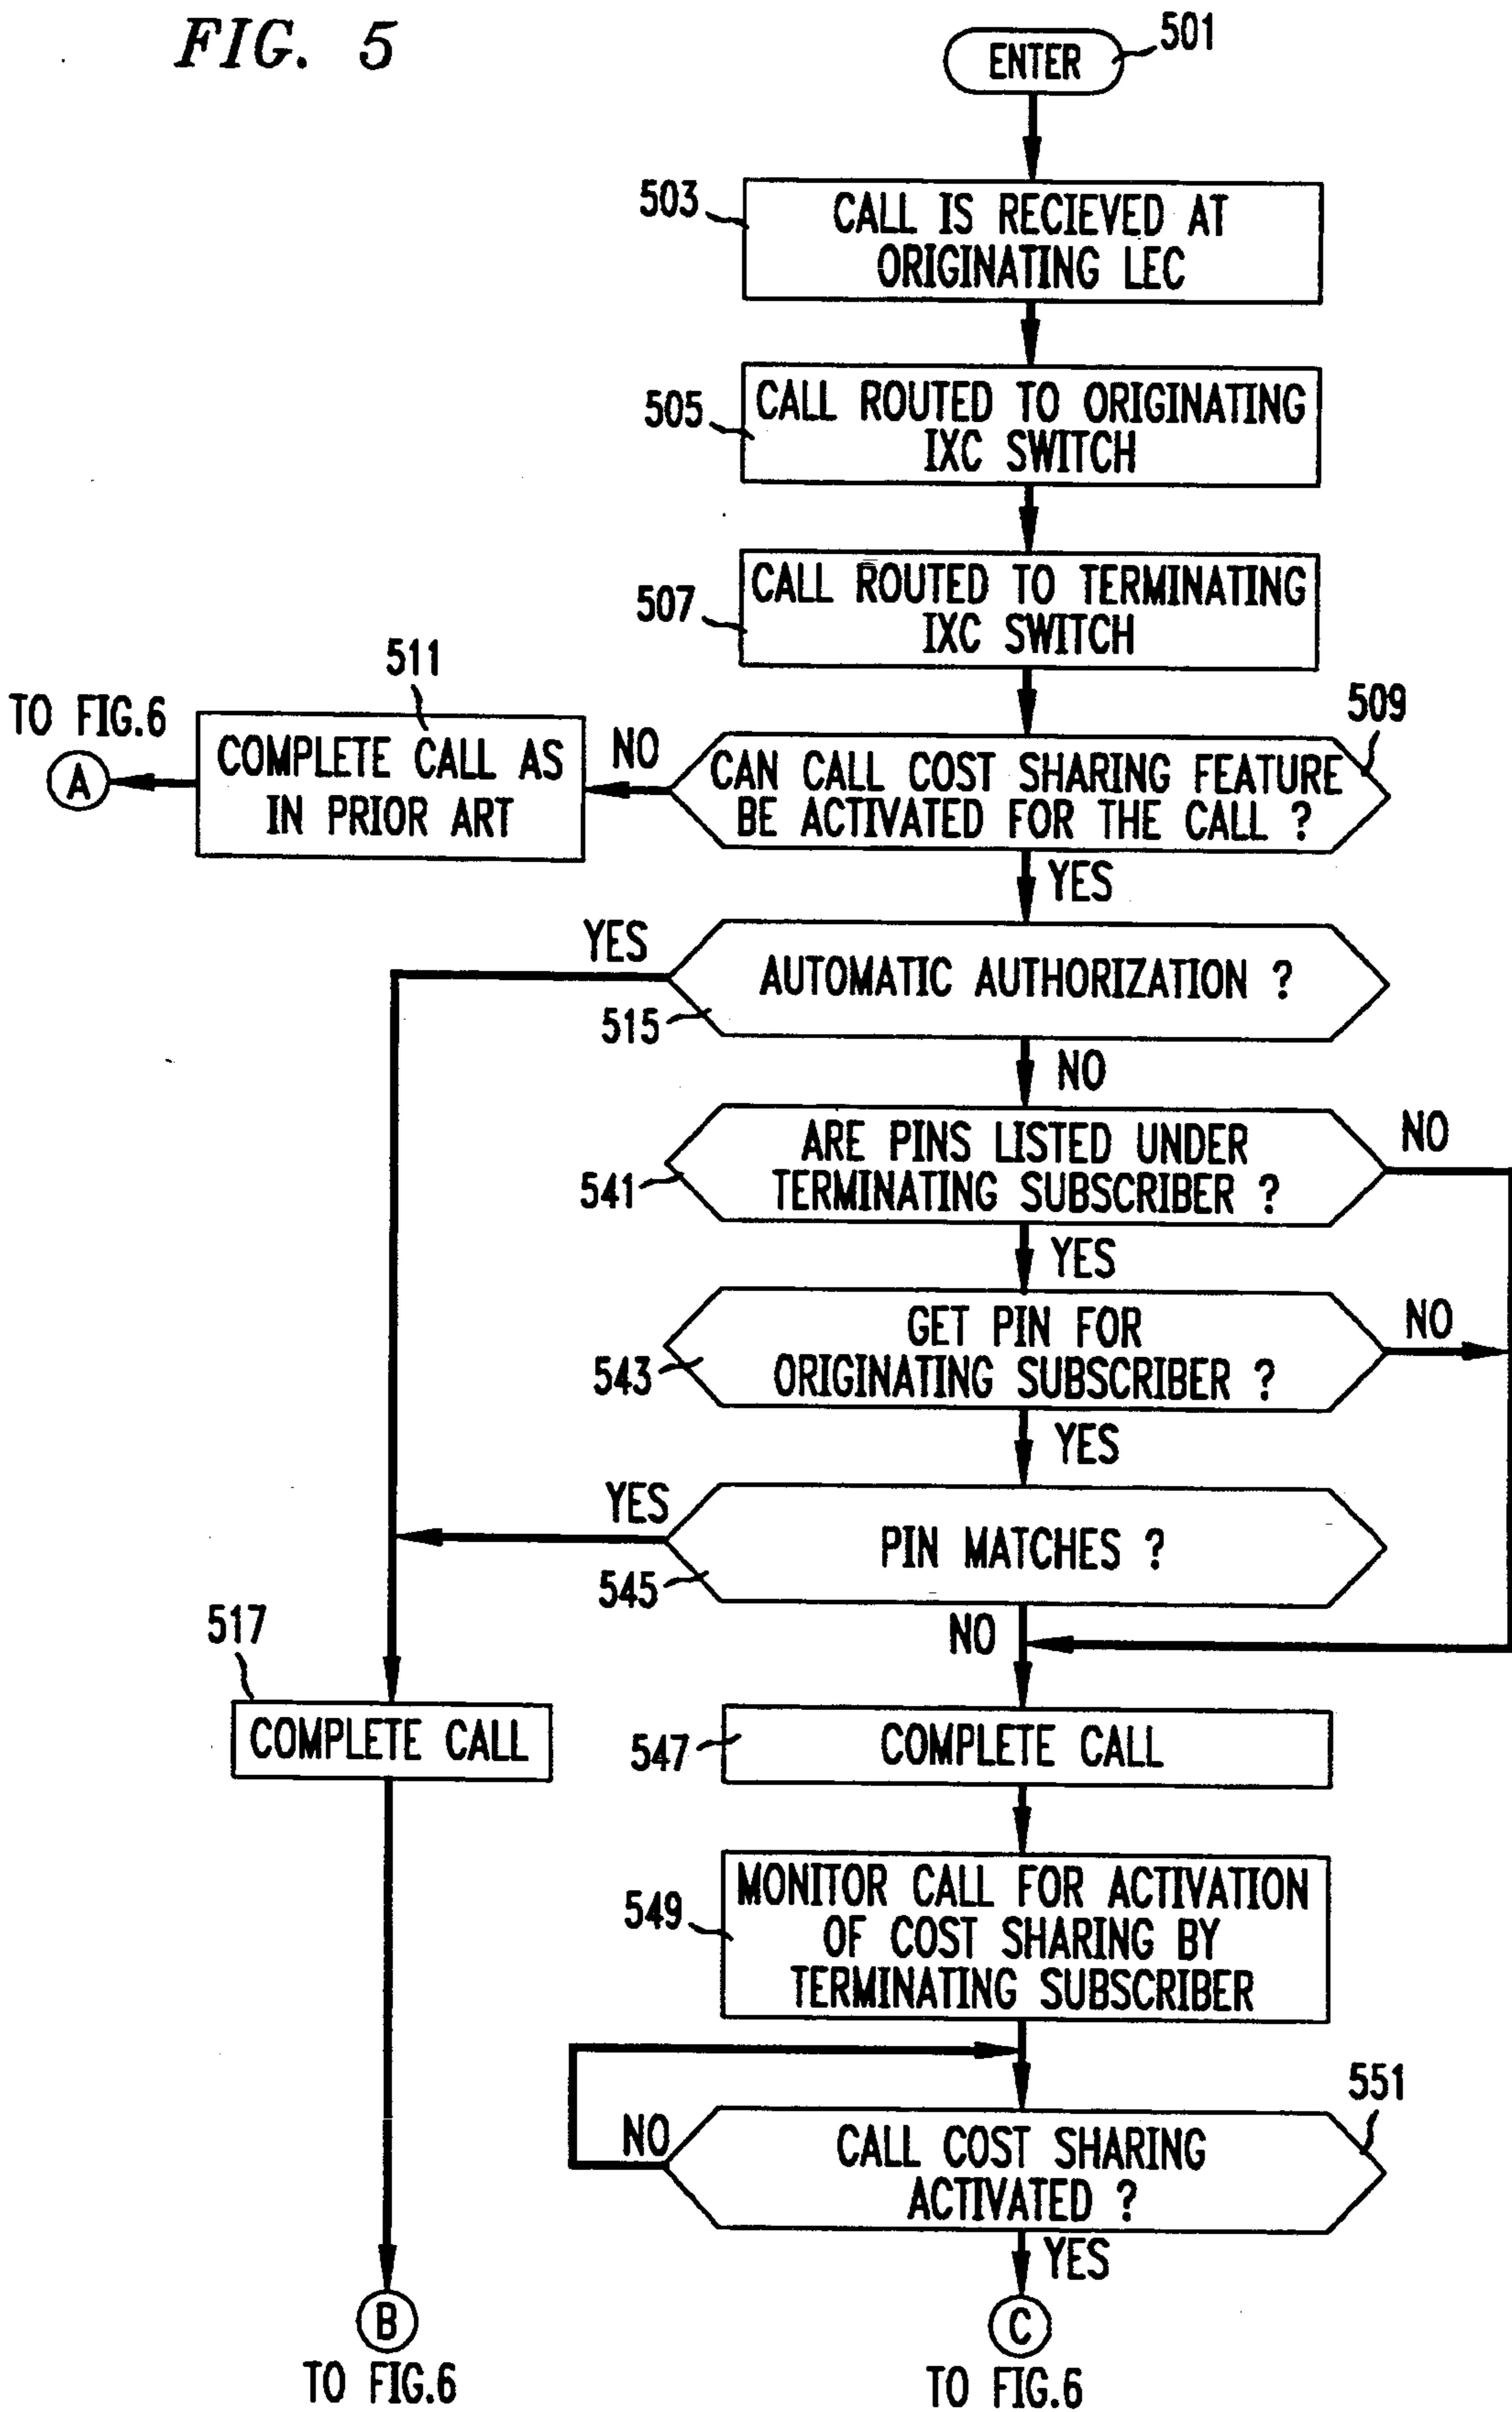 FIG. 5
ENTER
501
503
CALL IS RECIEVED AT
ORIGINATING LEC
505
CALL ROUTED TO ORIGINATING
IXC SWITCH
507
CALL ROUTED TO TERMINATING
IXC SWITCH
509
CAN CALL COST SHARING FEATURE
BE ACTIVATED FOR THE CALL ?
NO
511
COMPLETE CALL AS
IN PRIOR ART
TO FIG.6
A
YES
515
AUTOMATIC AUTHORIZATION ?
YES
NO
541
ARE PINS LISTED UNDER
TERMINATING SUBSCRIBER ?
NO
YES
543
GET PIN FOR
ORIGINATING SUBSCRIBER ?
NO
YES
545
PIN MATCHES ?
YES
NO
517
COMPLETE CALL
547
COMPLETE CALL
549
MONITOR CALL FOR ACTIVATION
OF COST SHARING BY
TERMINATING SUBSCRIBER
551
CALL COST SHARING
ACTIVATED ?
NO
YES
B
TO FIG.6
C
TO FIG.6